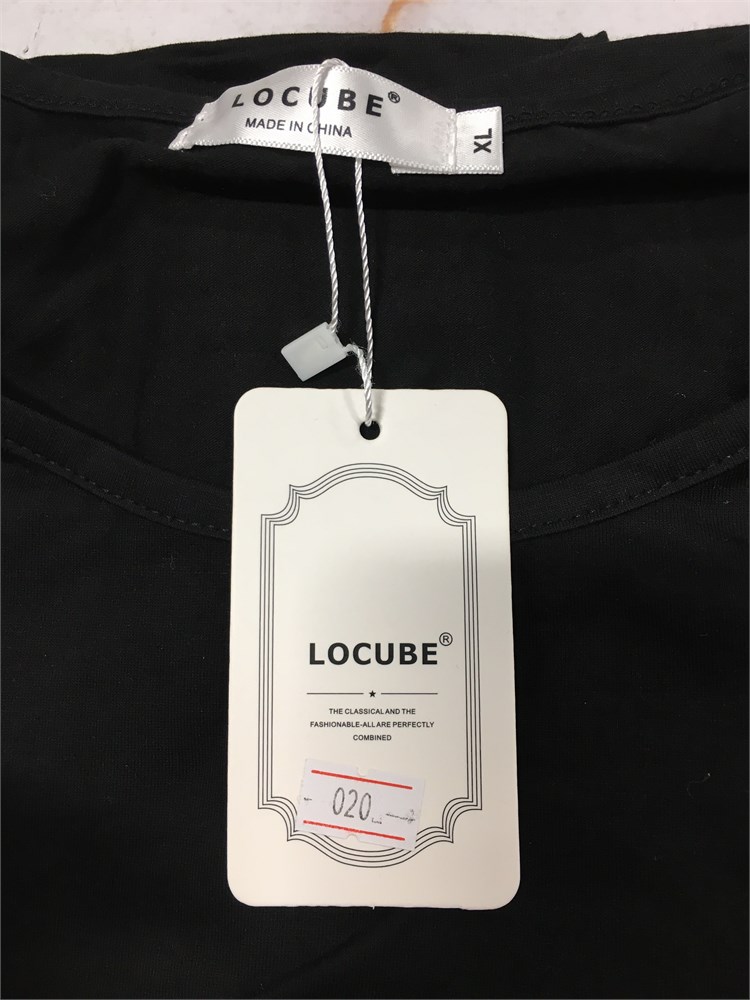 LOCUBE®
MADE IN CHINA
XL
LOCUBE®
THE CLASSICAL AND THE
FASHIONABLE-ALL ARE PERFECTLY
COMBINED
020